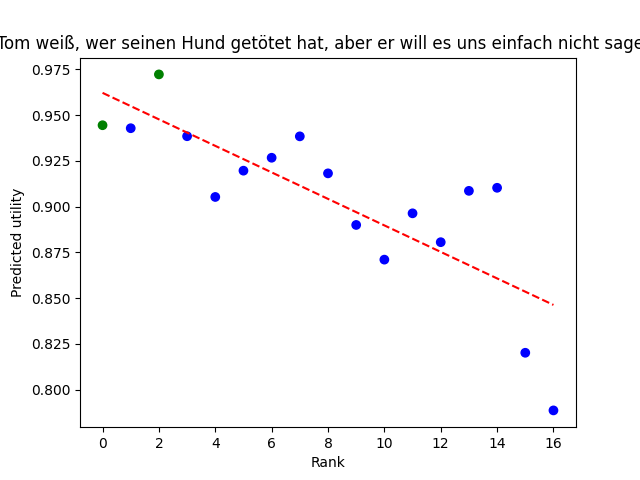 Tom weiß, wer seinen Hund getötet hat, aber er will es uns einfach nicht sage
0.975
0.950
0.925
0.900
0.875
0.850
0.825
0.800
Predicted utility
0 2 4 6 8 10 12 14 16
Rank